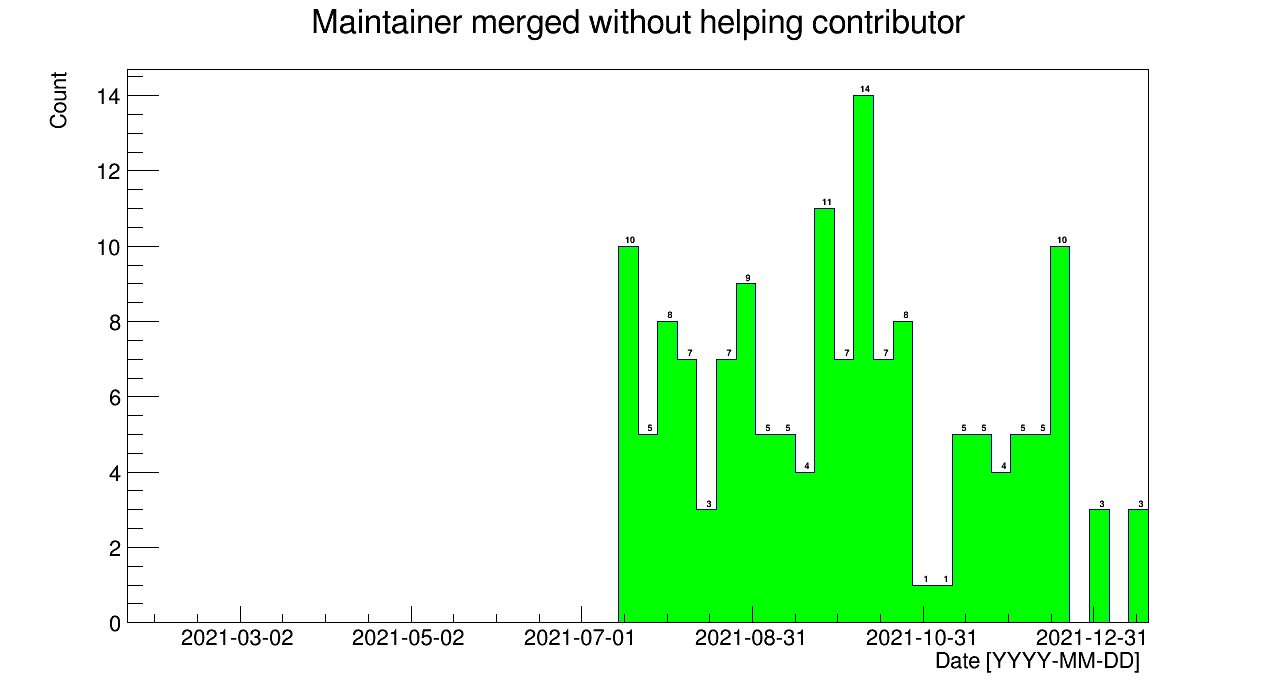 Maintainer merged without helping contributor
Count
14
12
10
8
6
4
2
0
10 5 8 7 3 7 9 5 5 4 11 7 14 7 8 1 1 5 5 4 5 5 10 3 3
2021-03-02 2021-05-02 2021-07-01 2021-08-31 2021-10-31 2021-12-31
Date [YYYY-MM-DD]